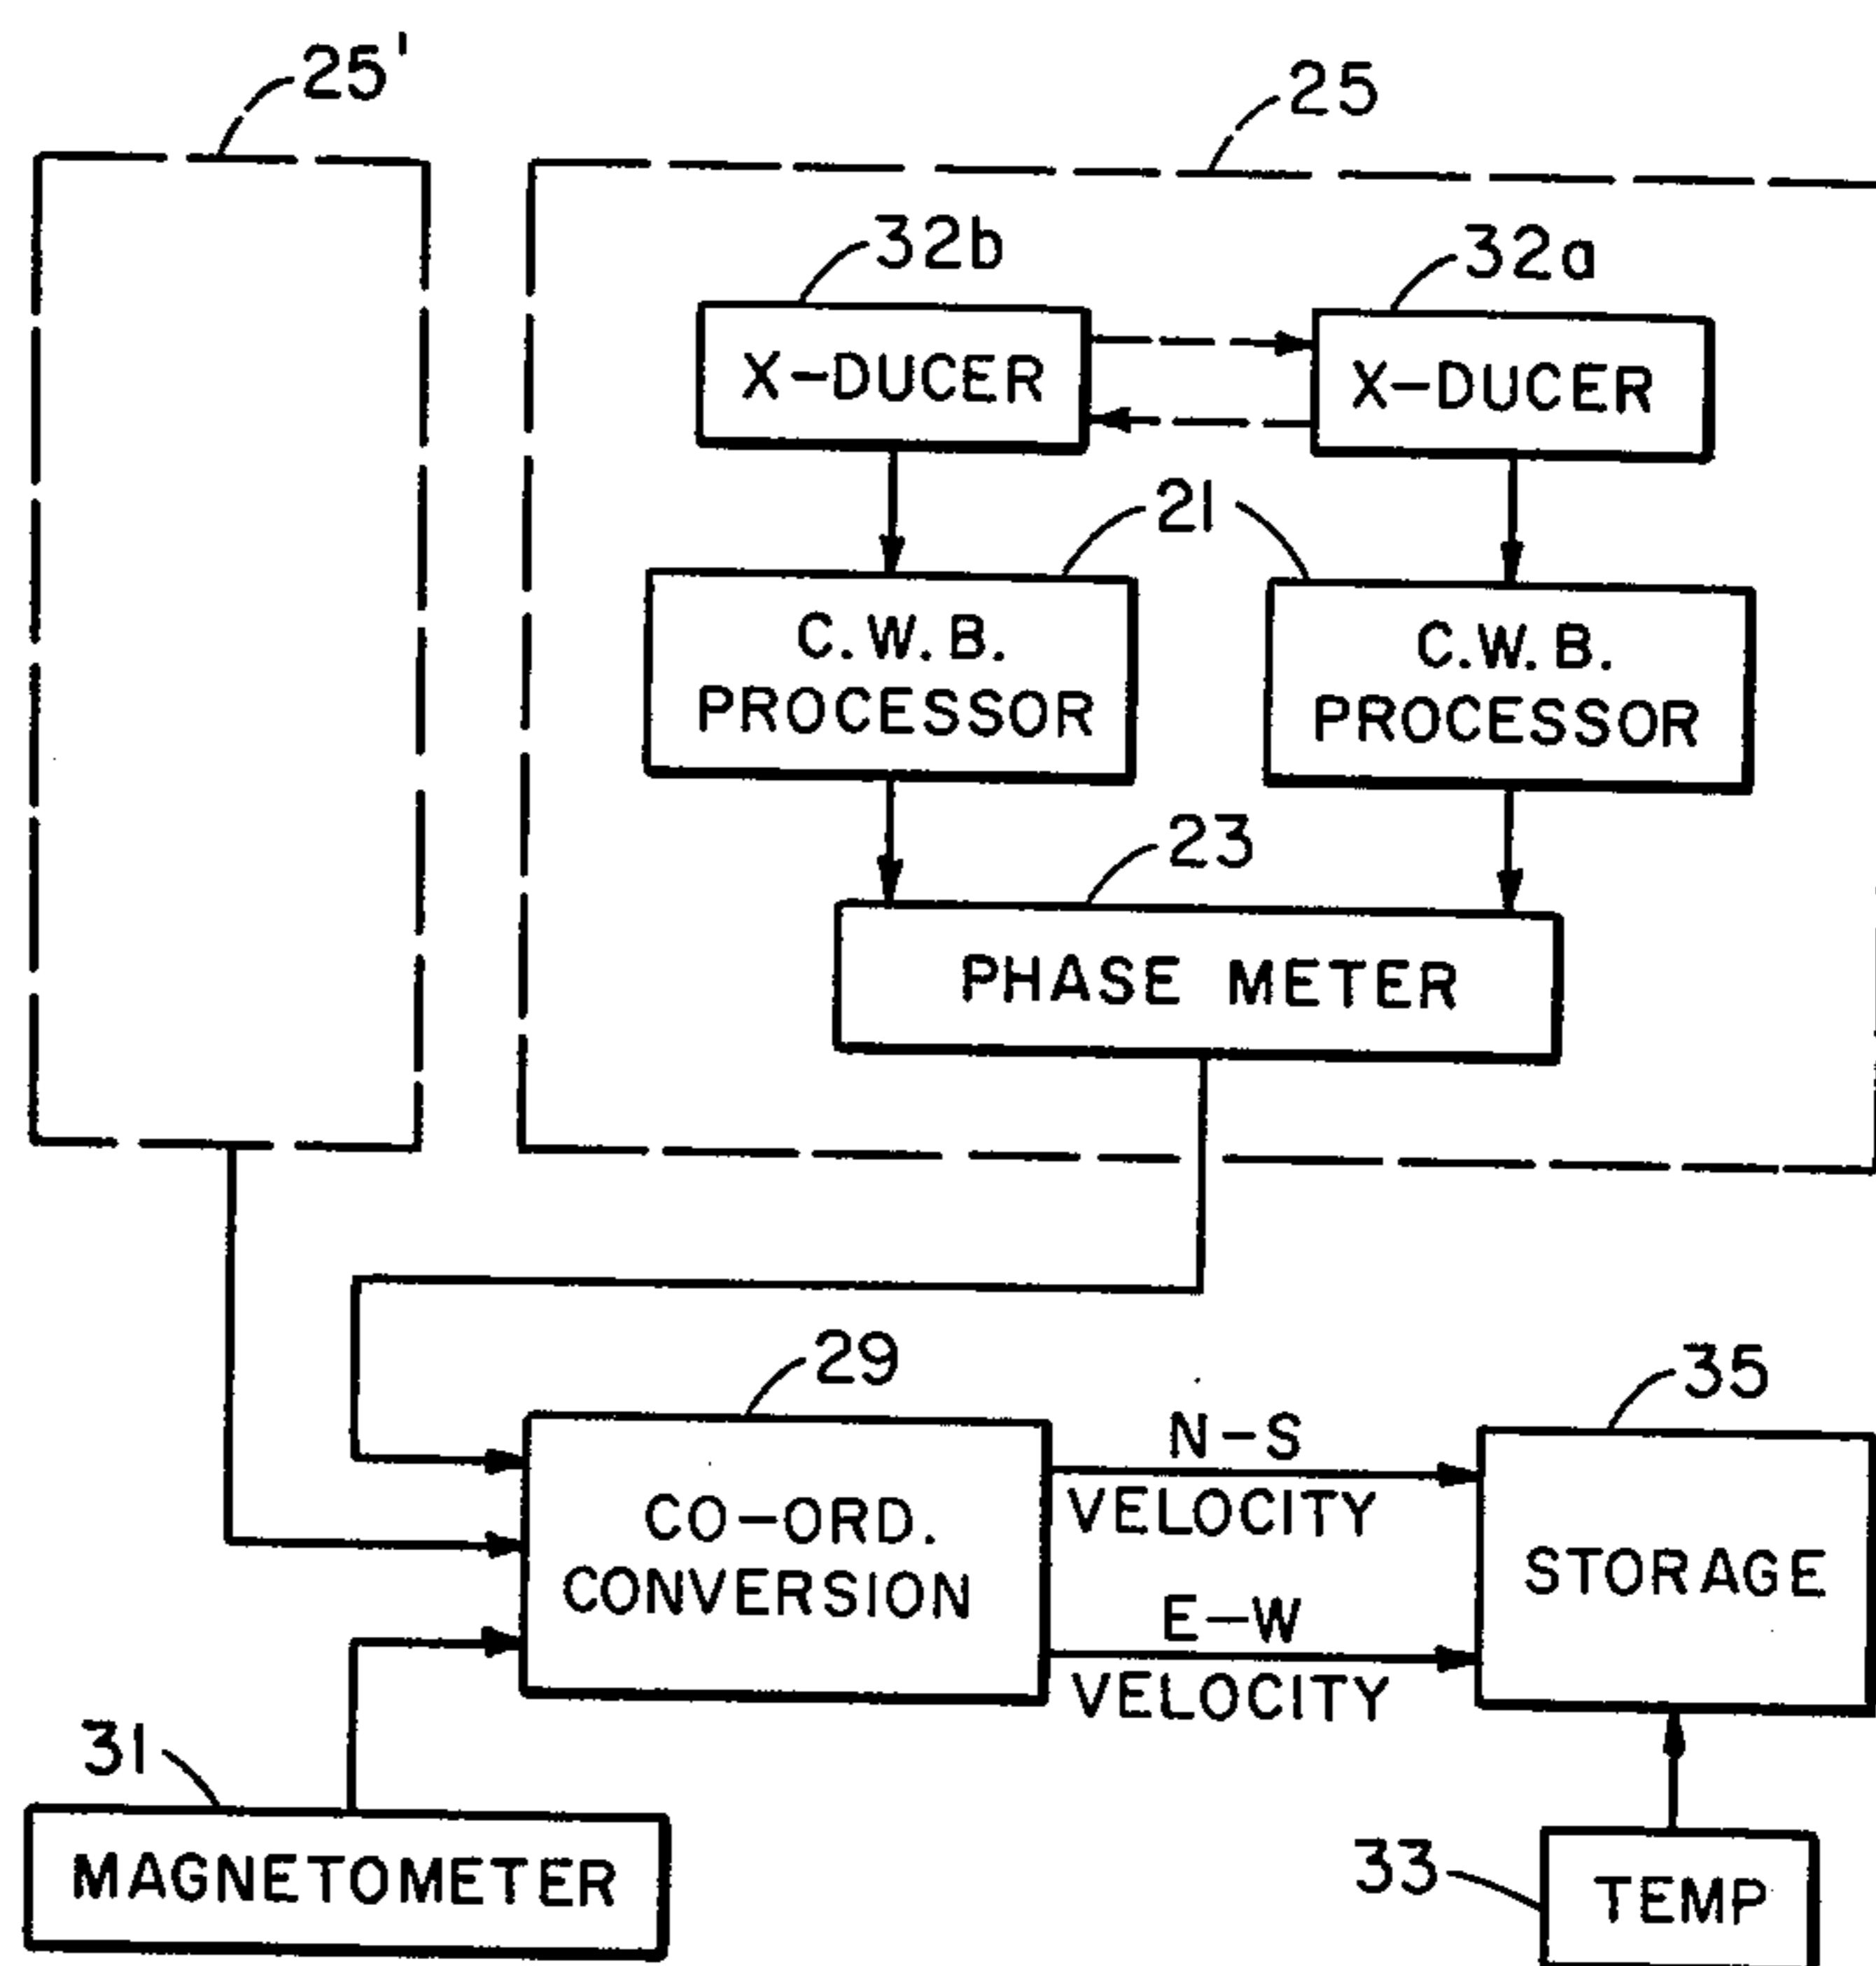 25'
25
32b
32a
X-DUCER
X-DUCER
21
C.W.B.
PROCESSOR
C.W.B.
PROCESSOR
23
PHASE METER
29
35
N-S
VELOCITY
CO-ORD.
CONVERSION
STORAGE
E-W
VELOCITY
31
MAGNETOMETER
33
TEMP